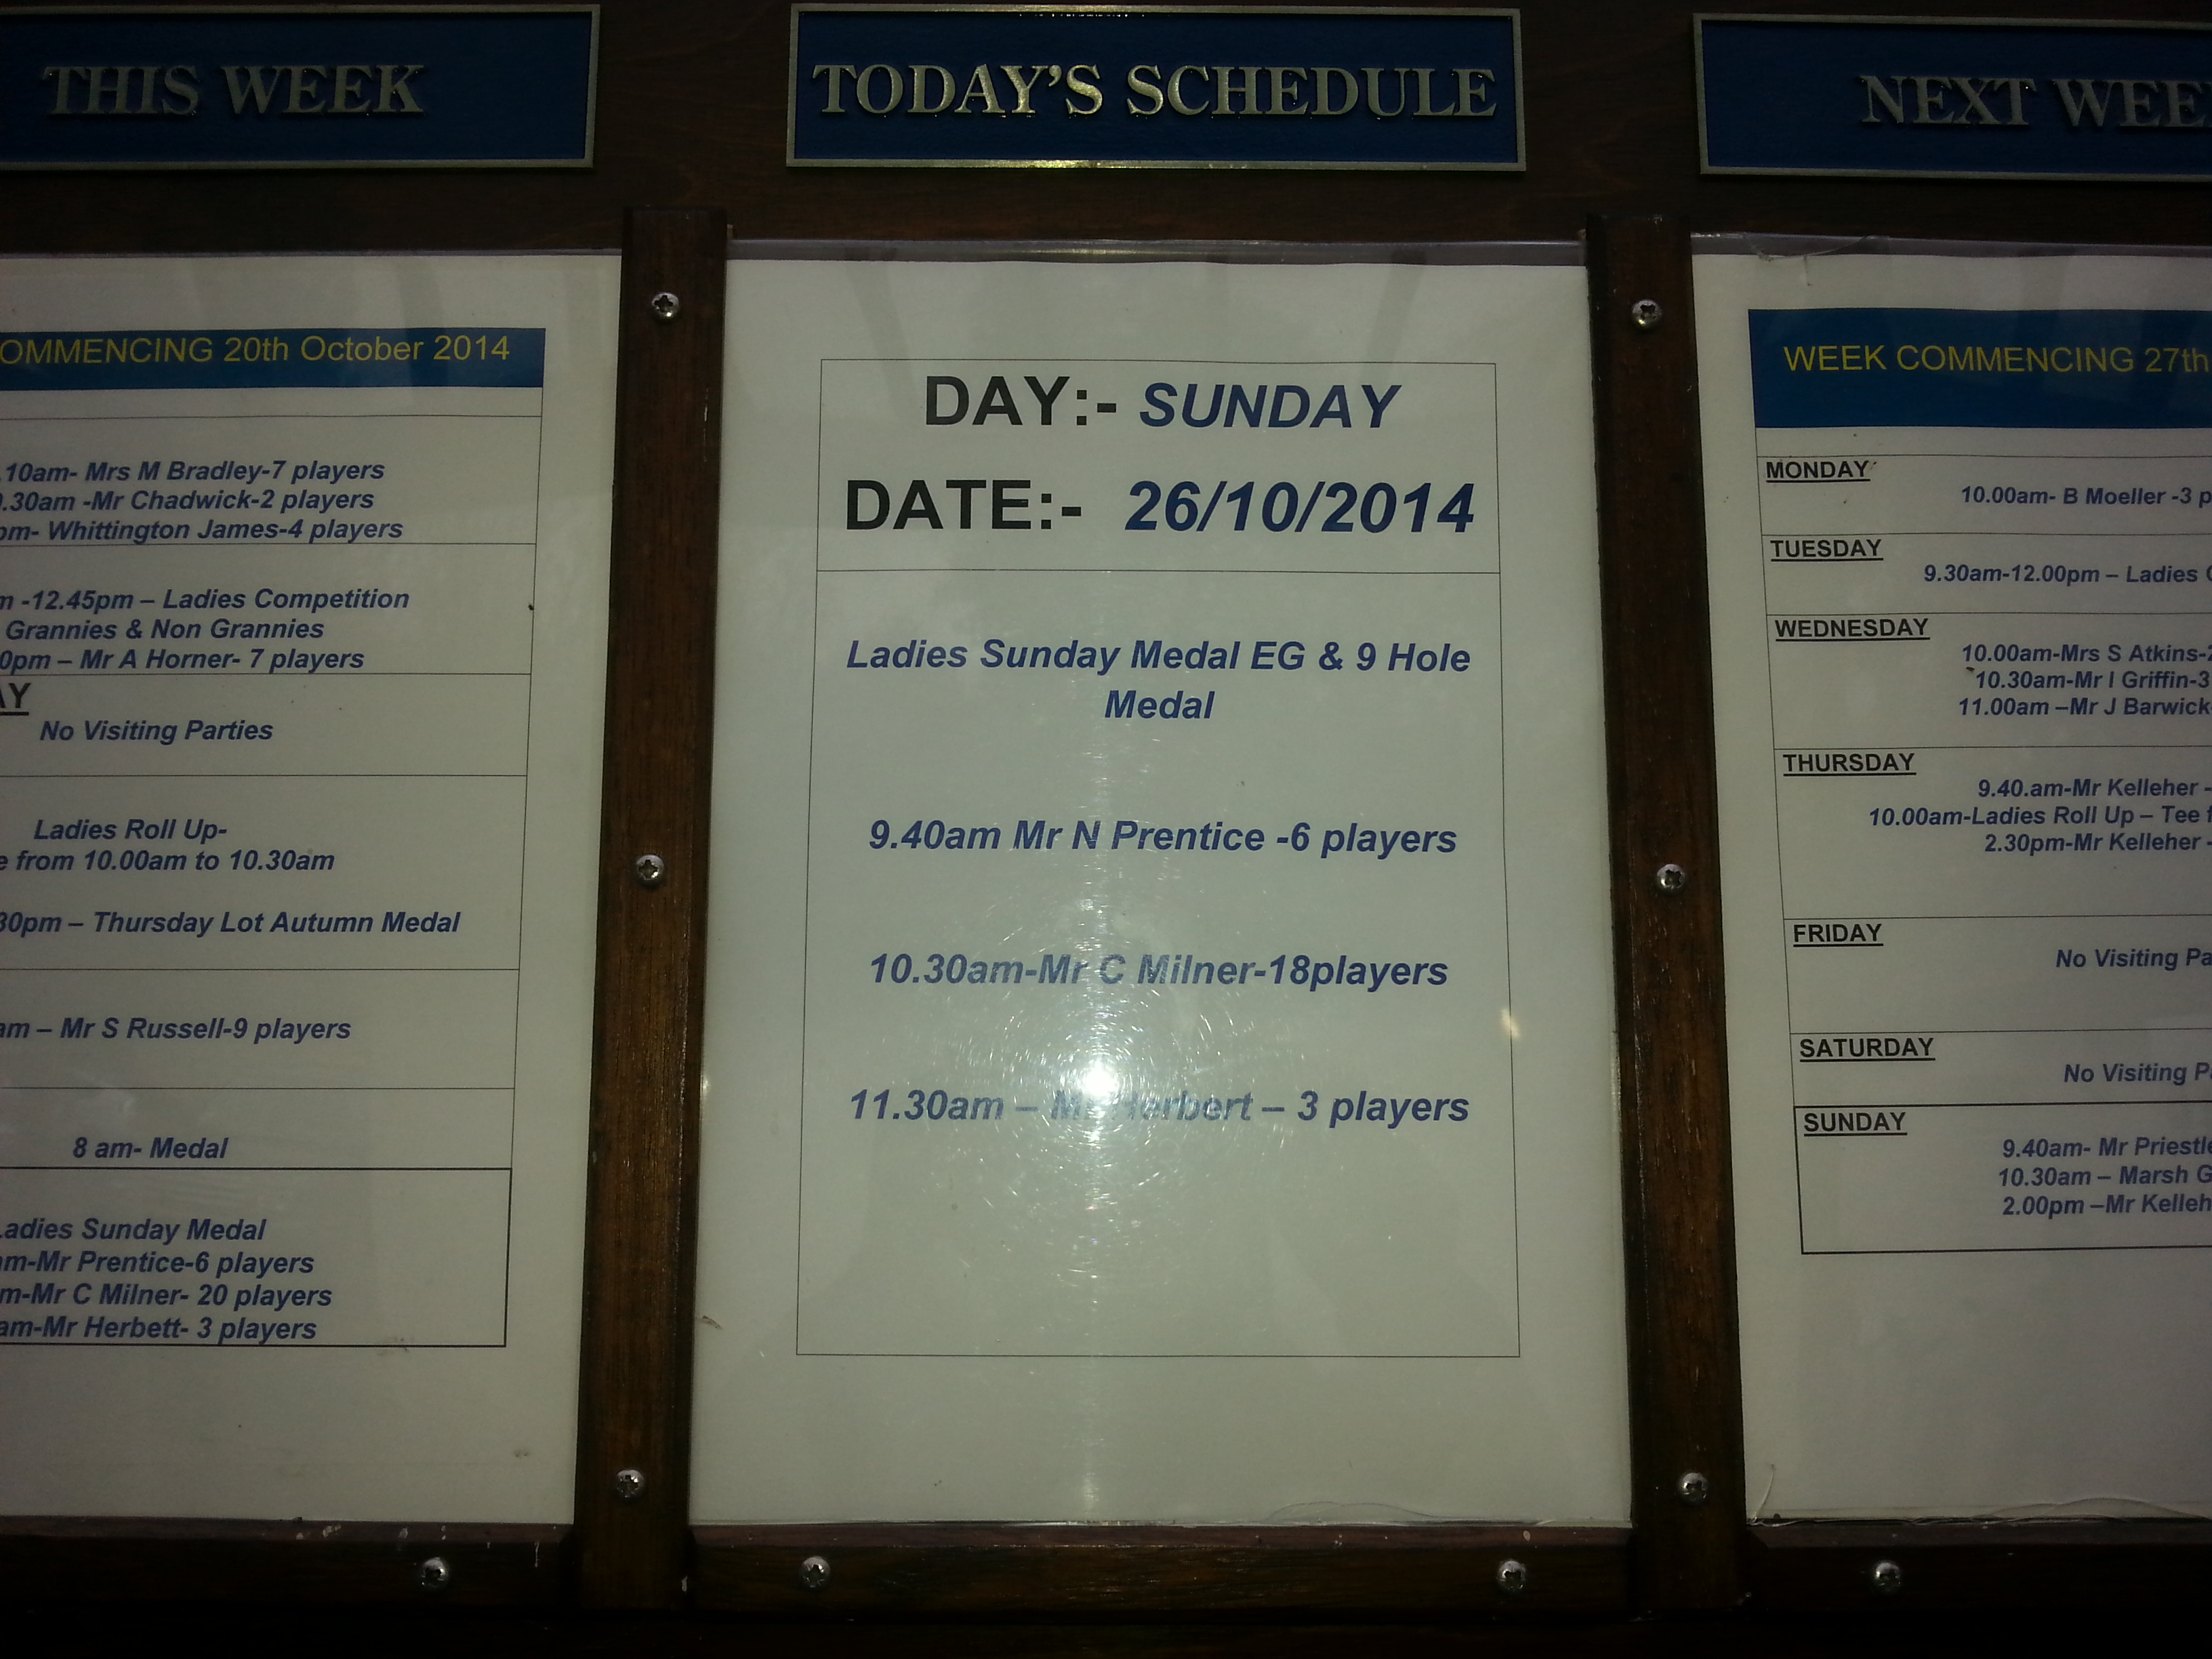 THIS WEEK
COMMENCING 20th October 2014
.10am- Mrs M Bradley-7 players
.30am -Mr Chadwick-2 players
pm- Whittington James-4 players
-12.45pm – Ladies Competition
Grannies & Non Grannies
0pm – Mr A Horner- 7 players
AY
No Visiting Parties
Ladies Roll Up-
from 10.00am to 10.30am
30pm – Thursday Lot Autumn Medal
am – Mr S Russell-9 players
8 am- Medal
Ladies Sunday Medal
am-Mr Prentice-6 players
m-Mr C Milner- 20 players
am-Mr Herbett- 3 players
TODAY'S SCHEDULE
DAY:- SUNDAY
DATE:- 26/10/2014
Ladies Sunday Medal EG & 9 Hole
Medal
9.40am Mr N Prentice -6 players
10.30am-Mr C Milner-18players
11.30am – Mr Herbert – 3 players
NEXT WEE
WEEK COMMENCING 27th
MONDAY
10.00am- B Moeller -3 p
TUESDAY
9.30am-12.00pm – Ladies
WEDNESDAY
10.00am-Mrs S Atkins-2
10.30am-Mr I Griffin-3
11.00am –Mr J Barwick
THURSDAY
9.40.am-Mr Kelleher -
10.00am-Ladies Roll Up – Tee f
2.30pm-Mr Kelleher -
FRIDAY
No Visiting Pa
SATURDAY
No Visiting P
SUNDAY
9.40am- Mr Priestle
10.30am – Marsh G
2.00pm –Mr Kelleh